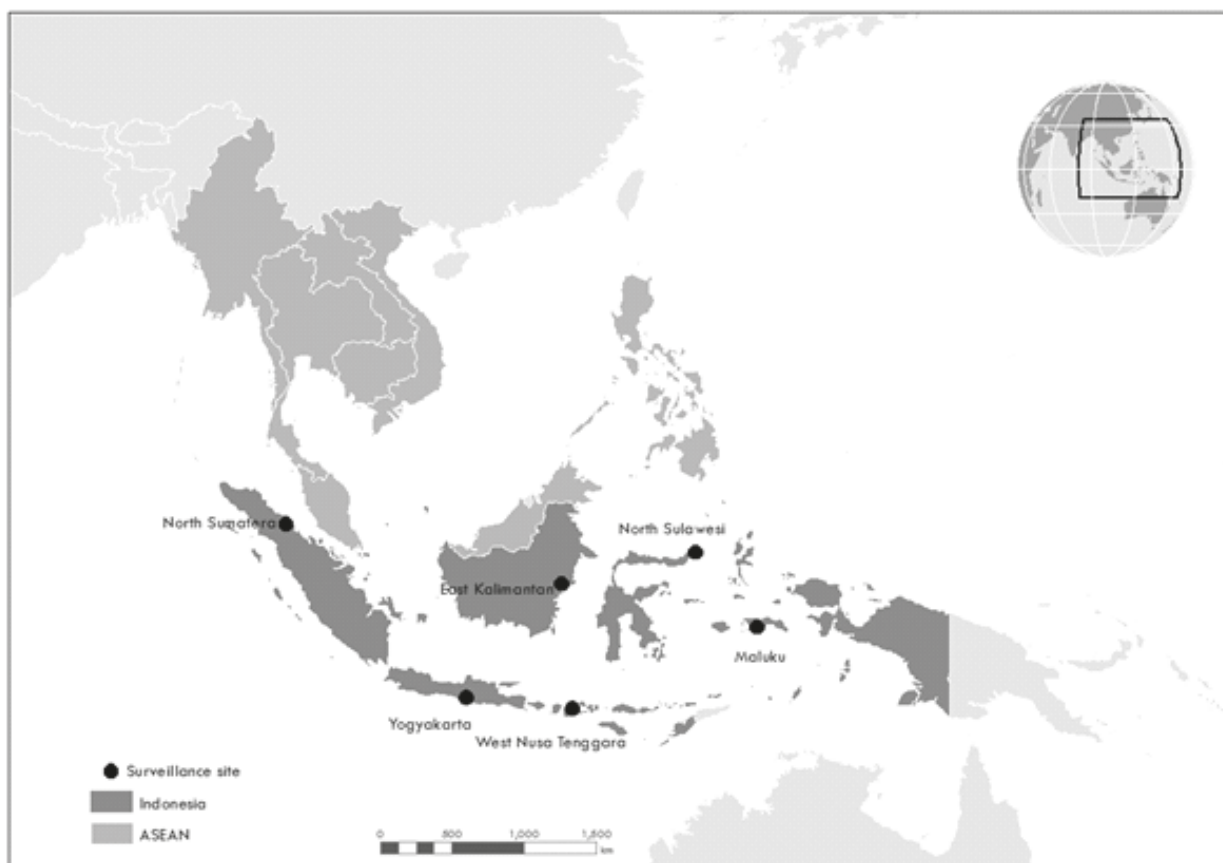 North Sumatera
North Sulawesi
East Kalimantan
Maluku
Yogyakarta
West Nusa Tenggara
Surveillance site
Indonesia
ASEAN
0 500 1,000 1,500
km